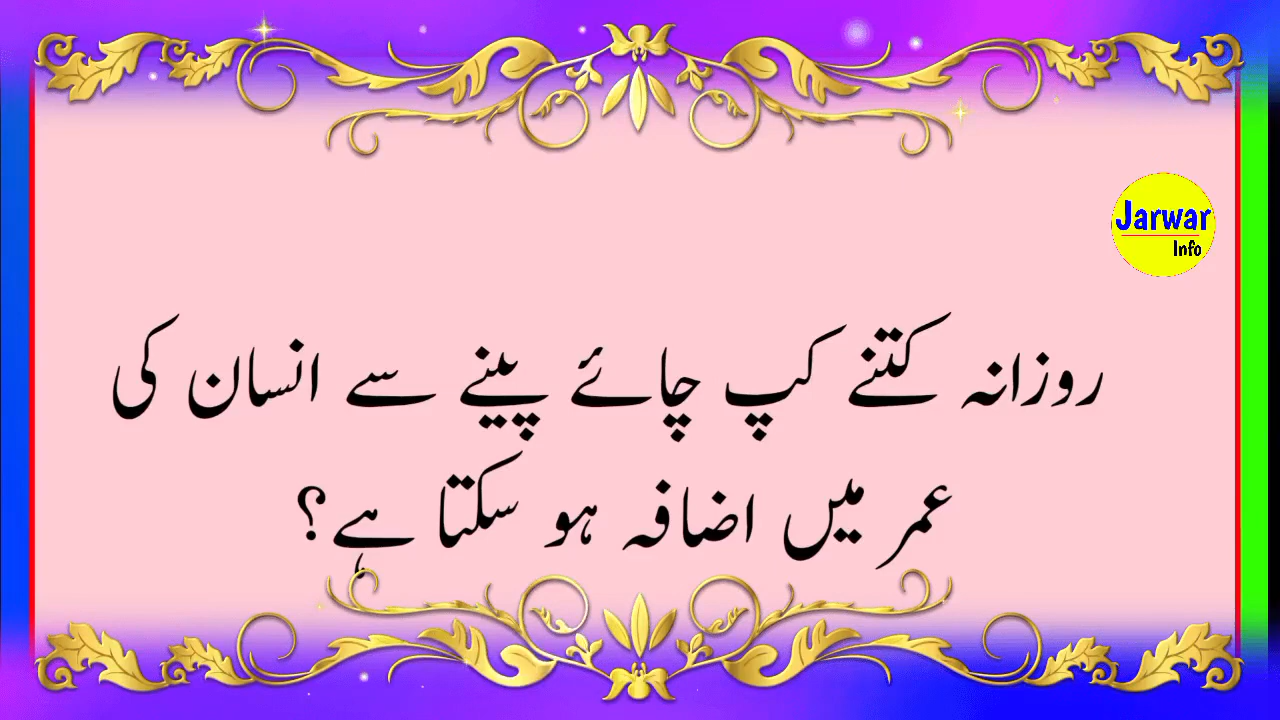 Jarwar
Info
روزانہ کتنے کپ چائے پینے سے انسان کی
عمر میں اضافہ ہو سکتا ہے؟